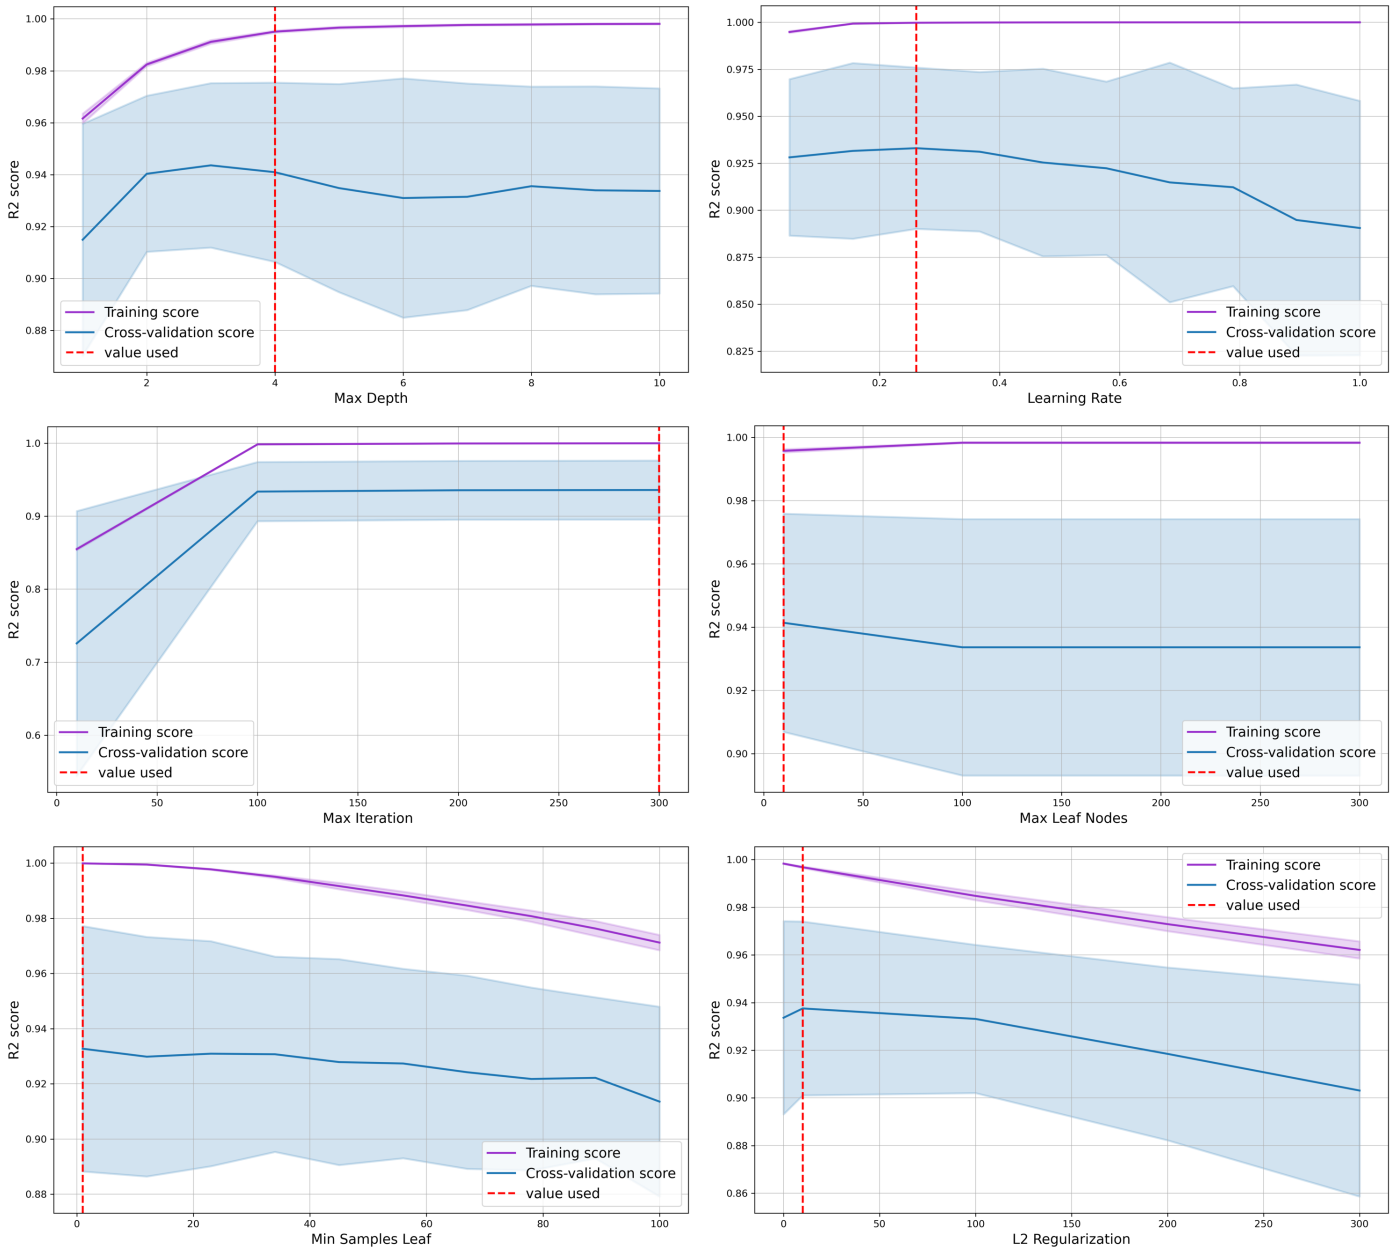 1.00
0.98
0.96
0.94
0.92
0.90
0.88
R2 score
Training score
Cross-validation score
value used
2
4
6
8
10
Max Depth
1.000
0.975
0.950
0.925
0.900
0.875
0.850
0.825
R2 score
Training score
Cross-validation score
value used
0.2
0.4
0.6
0.8
1.0
Learning Rate
1.0
0.9
0.8
0.7
0.6
R2 score
Training score
Cross-validation score
value used
0
50
100
150
200
250
300
Max Iteration
1.00
0.98
0.96
0.94
0.92
0.90
R2 score
Training score
Cross-validation score
value used
0
50
100
150
200
250
300
Max Leaf Nodes
1.00
0.98
0.96
0.94
0.92
0.90
0.88
R2 score
Training score
Cross-validation score
value used
0
20
40
60
80
100
Min Samples Leaf
1.00
0.98
0.96
0.94
0.92
0.90
0.88
0.86
R2 score
Training score
Cross-validation score
value used
0
50
100
150
200
250
300
L2 Regularization